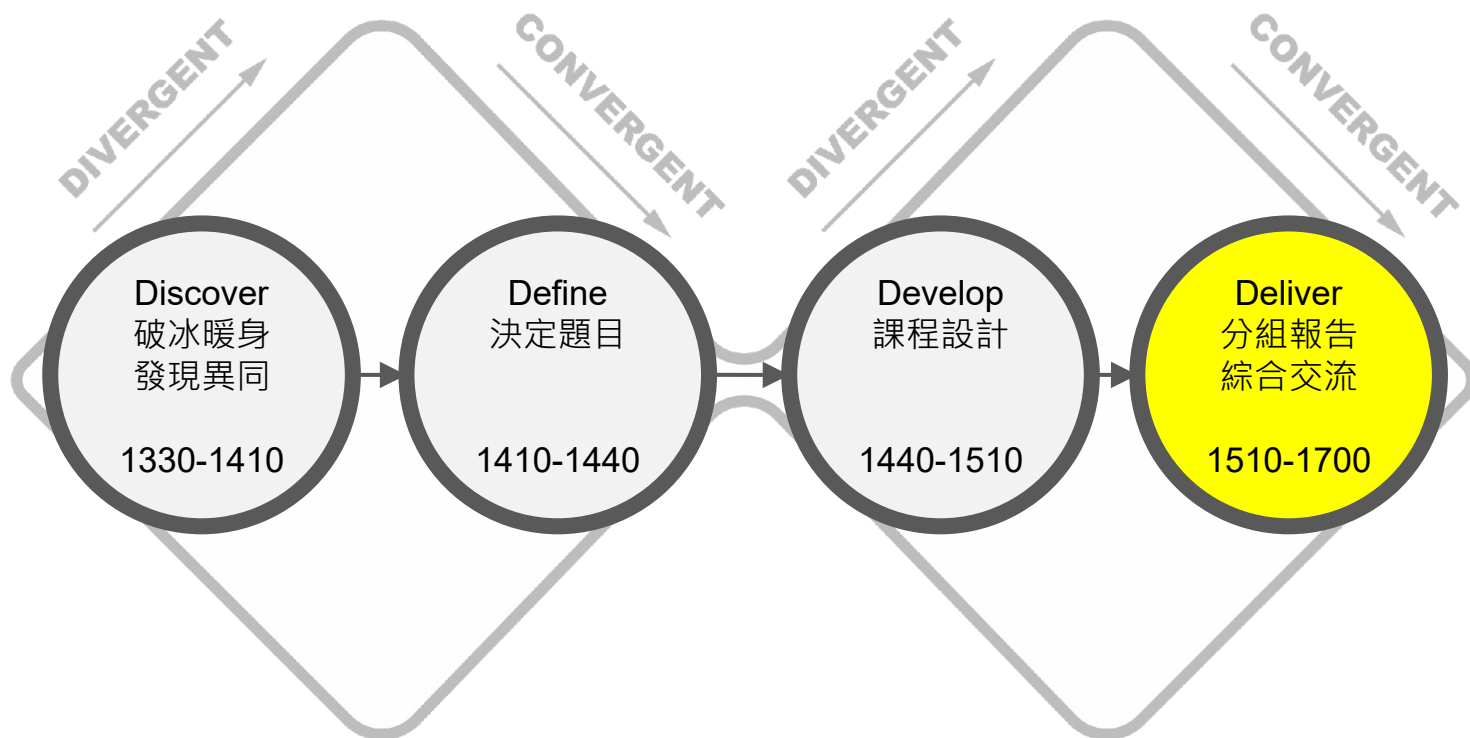 DIVERGENT
CONVERGENT
DIVERGENT
CONVERGENT
Discover
破冰暖身
發現異同
1330-1410
Define
決定題目
1410-1440
Develop
課程設計
1440-1510
Deliver
分組報告
綜合交流
1510-1700